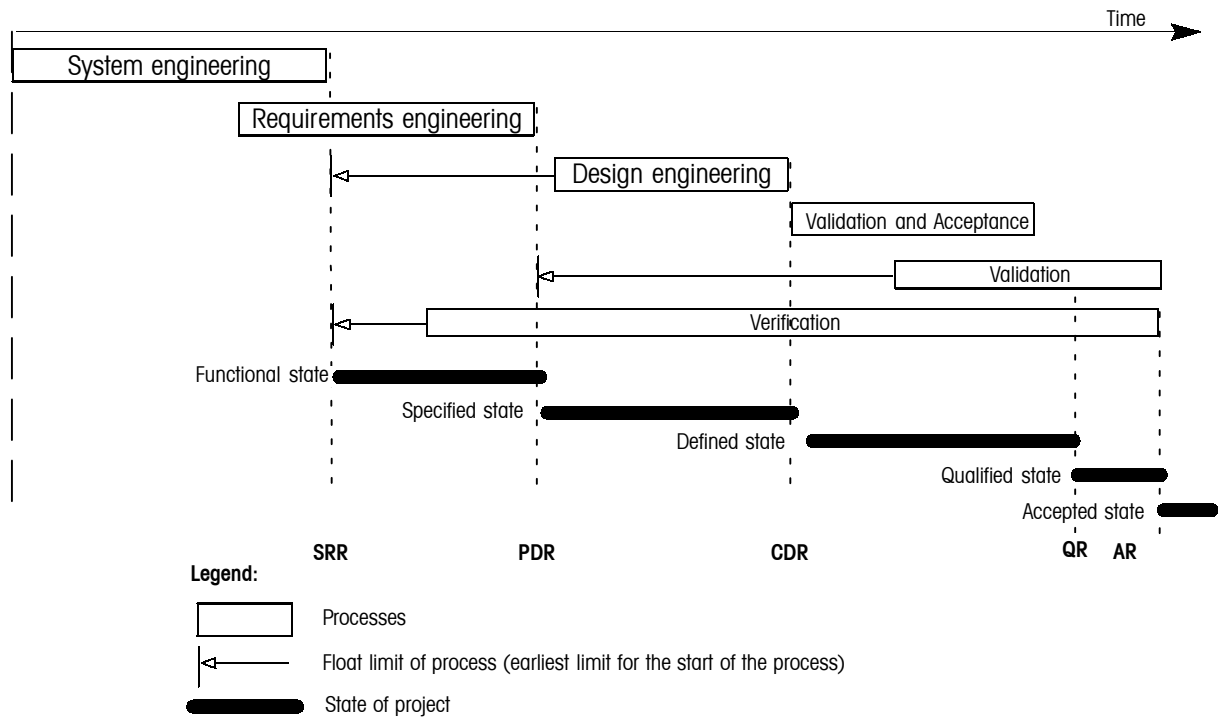 Time
System engineering
Requirements engineering
Design engineering
Validation and Acceptance
Validation
Verification
Functional state
Specified state
Defined state
Qualified state
Accepted state
SRR PDR CDR QR AR
Legend:
Processes
Float limit of process (earliest limit for the start of the process)
State of project